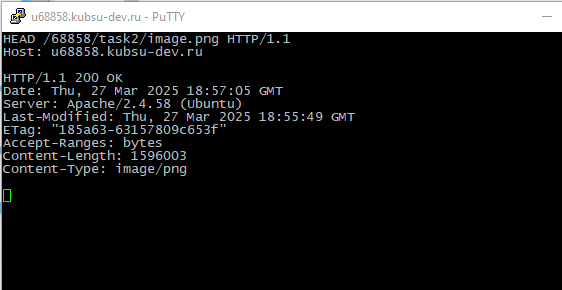 u68858.kubsu-dev.ru - PuTTY
HEAD /68858/task2/image.png HTTP/1.1
Host: u68858.kubsu-dev.ru
HTTP/1.1 200 OK
Date: Thu, 27 Mar 2025 18:57:05 GMT
Server: Apache/2.4.58 (Ubuntu)
Last-Modified: Thu, 27 Mar 2025 18:55:49 GMT
ETag: "185a63-63157809c653f"
Accept-Ranges: bytes
Content-Length: 1596003
Content-Type: image/png